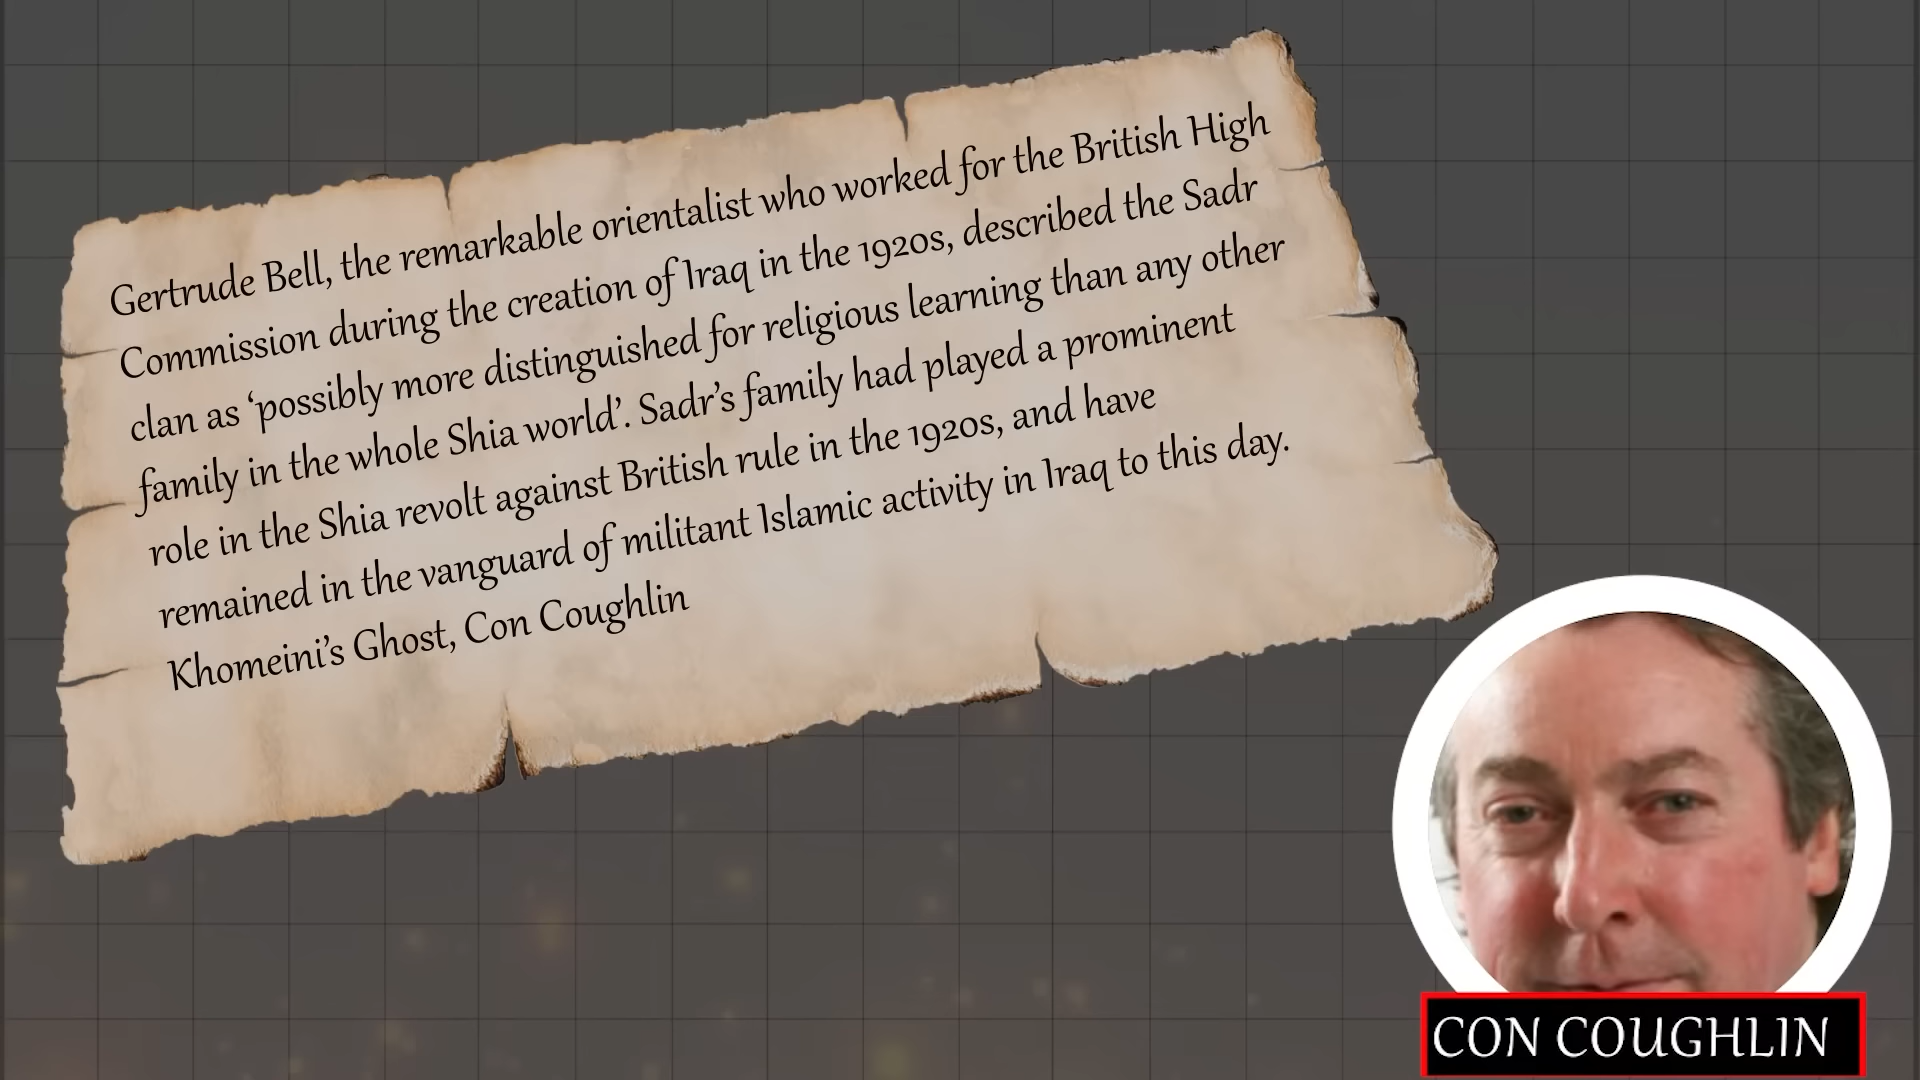 Gertrude Bell, the remarkable orientalist who worked for the British High
Commission during the creation of Iraq in the 1920s, described the Sadr
clan as ‘possibly more distinguished for religious learning than any other
family in the whole Shia world’. Sadr’s family had played a prominent
role in the Shia revolt against British rule in the 1920s, and have
remained in the vanguard of militant Islamic activity in Iraq to this day.
Khomeini’s Ghost, Con Coughlin
CON COUGHLIN